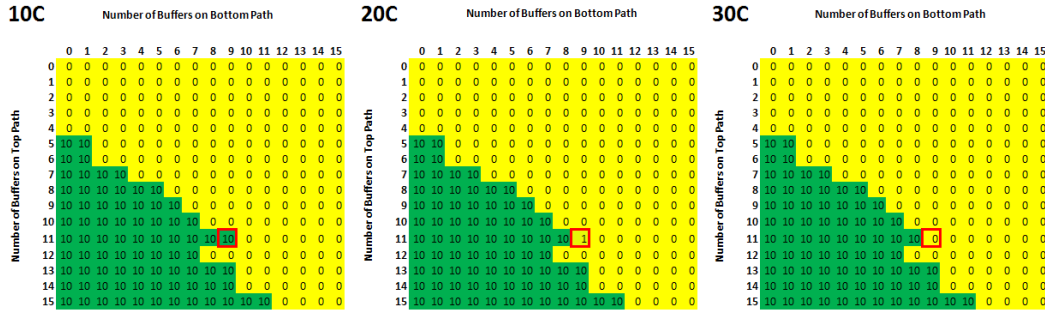 10C
Number of Buffers on Bottom Path
0 1 2 3 4 5 6 7 8 9 10 11 12 13 14 15
Number of Buffers on Top Path
0 0 0 0 0 0 0 0 0 0 0 0 0 0 0 0 0
1 0 0 0 0 0 0 0 0 0 0 0 0 0 0 0 0
2 0 0 0 0 0 0 0 0 0 0 0 0 0 0 0 0
3 0 0 0 0 0 0 0 0 0 0 0 0 0 0 0 0
4 0 0 0 0 0 0 0 0 0 0 0 0 0 0 0 0
5 10 10 0 0 0 0 0 0 0 0 0 0 0 0 0 0
6 10 10 0 0 0 0 0 0 0 0 0 0 0 0 0 0
7 10 10 10 10 0 0 0 0 0 0 0 0 0 0 0 0
8 10 10 10 10 10 10 0 0 0 0 0 0 0 0 0 0
9 10 10 10 10 10 10 10 0 0 0 0 0 0 0 0 0
10 10 10 10 10 10 10 10 10 0 0 0 0 0 0 0 0
11 10 10 10 10 10 10 10 10 10 10 0 0 0 0 0 0
12 10 10 10 10 10 10 10 10 0 0 0 0 0 0 0 0
13 10 10 10 10 10 10 10 10 10 10 0 0 0 0 0 0
14 10 10 10 10 10 10 10 10 10 10 0 0 0 0 0 0
15 10 10 10 10 10 10 10 10 10 10 10 10 0 0 0 0
20C
Number of Buffers on Bottom Path
0 1 2 3 4 5 6 7 8 9 10 11 12 13 14 15
Number of Buffers on Top Path
0 0 0 0 0 0 0 0 0 0 0 0 0 0 0 0 0
1 0 0 0 0 0 0 0 0 0 0 0 0 0 0 0 0
2 0 0 0 0 0 0 0 0 0 0 0 0 0 0 0 0
3 0 0 0 0 0 0 0 0 0 0 0 0 0 0 0 0
4 0 0 0 0 0 0 0 0 0 0 0 0 0 0 0 0
5 10 10 0 0 0 0 0 0 0 0 0 0 0 0 0 0
6 10 10 0 0 0 0 0 0 0 0 0 0 0 0 0 0
7 10 10 10 10 0 0 0 0 0 0 0 0 0 0 0 0
8 10 10 10 10 10 10 0 0 0 0 0 0 0 0 0 0
9 10 10 10 10 10 10 10 0 0 0 0 0 0 0 0 0
10 10 10 10 10 10 10 10 10 0 0 0 0 0 0 0 0
11 10 10 10 10 10 10 10 10 10 1 0 0 0 0 0 0
12 10 10 10 10 10 10 10 10 0 0 0 0 0 0 0 0
13 10 10 10 10 10 10 10 10 10 10 0 0 0 0 0 0
14 10 10 10 10 10 10 10 10 10 10 0 0 0 0 0 0
15 10 10 10 10 10 10 10 10 10 10 10 10 0 0 0 0
30C
Number of Buffers on Bottom Path
0 1 2 3 4 5 6 7 8 9 10 11 12 13 14 15
Number of Buffers on Top Path
0 0 0 0 0 0 0 0 0 0 0 0 0 0 0 0 0
1 0 0 0 0 0 0 0 0 0 0 0 0 0 0 0 0
2 0 0 0 0 0 0 0 0 0 0 0 0 0 0 0 0
3 0 0 0 0 0 0 0 0 0 0 0 0 0 0 0 0
4 0 0 0 0 0 0 0 0 0 0 0 0 0 0 0 0
5 10 10 0 0 0 0 0 0 0 0 0 0 0 0 0 0
6 10 10 0 0 0 0 0 0 0 0 0 0 0 0 0 0
7 10 10 10 10 0 0 0 0 0 0 0 0 0 0 0 0
8 10 10 10 10 10 10 0 0 0 0 0 0 0 0 0 0
9 10 10 10 10 10 10 10 0 0 0 0 0 0 0 0 0
10 10 10 10 10 10 10 10 10 0 0 0 0 0 0 0 0
11 10 10 10 10 10 10 10 10 10 0 0 0 0 0 0 0
12 10 10 10 10 10 10 10 10 0 0 0 0 0 0 0 0
13 10 10 10 10 10 10 10 10 10 10 0 0 0 0 0 0
14 10 10 10 10 10 10 10 10 10 10 0 0 0 0 0 0
15 10 10 10 10 10 10 10 10 10 10 10 10 0 0 0 0